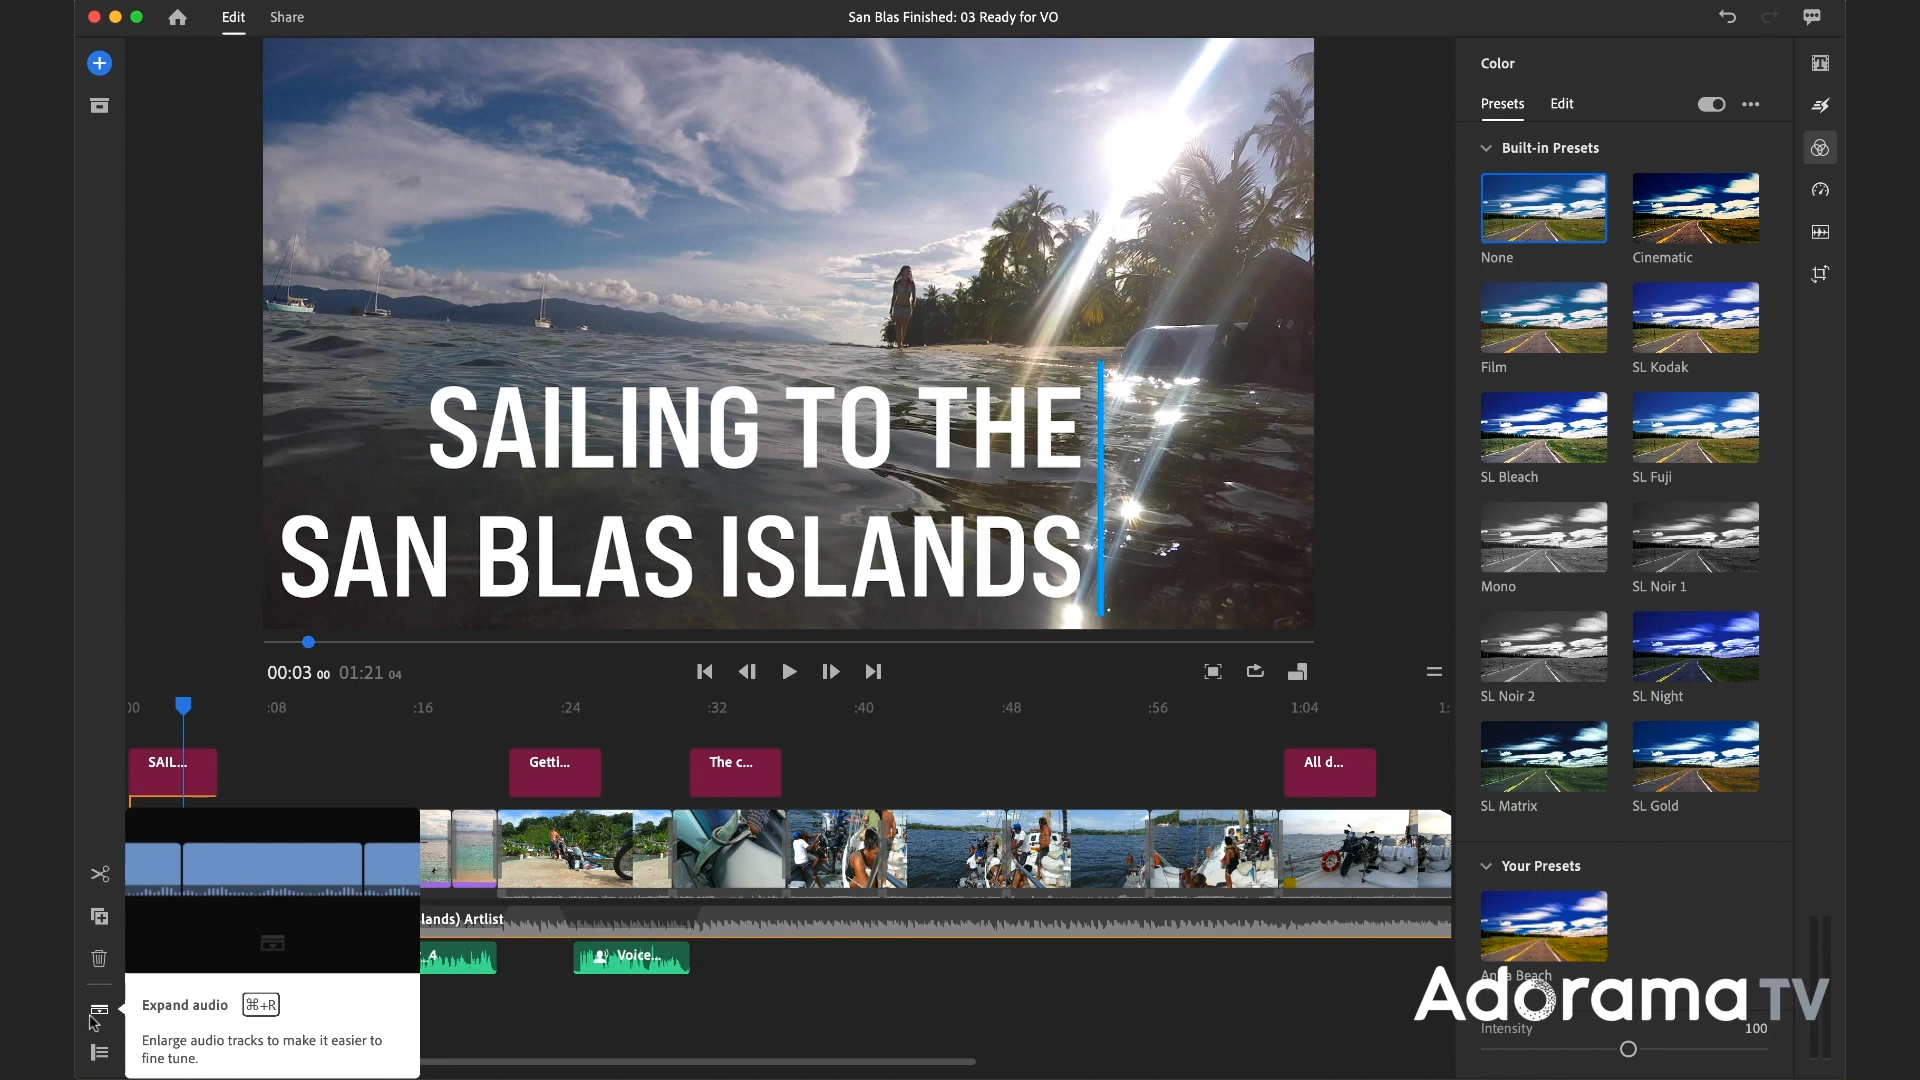 Edit
Share
San Blas Finished: 03 Ready for VO
Color
Presets
Edit
Built-in Presets
None
Cinematic
Film
SL Kodak
SL Bleach
SL Fuji
Mono
SL Noir 1
SL Noir 2
SL Night
SL Matrix
SL Gold
Your Presets
Beach
Intensity
100
SAILING TO THE
SAN BLAS ISLANDS
00:03 00
01:21 04
:08
:16
:24
:32
:40
:48
:56
1:04
SAIL...
Getti...
The c...
All d...
lands) Artlist
4
Voice...
Expand audio ⌘+R
Enlarge audio tracks to make it easier to
fine tune.
Adorama TV